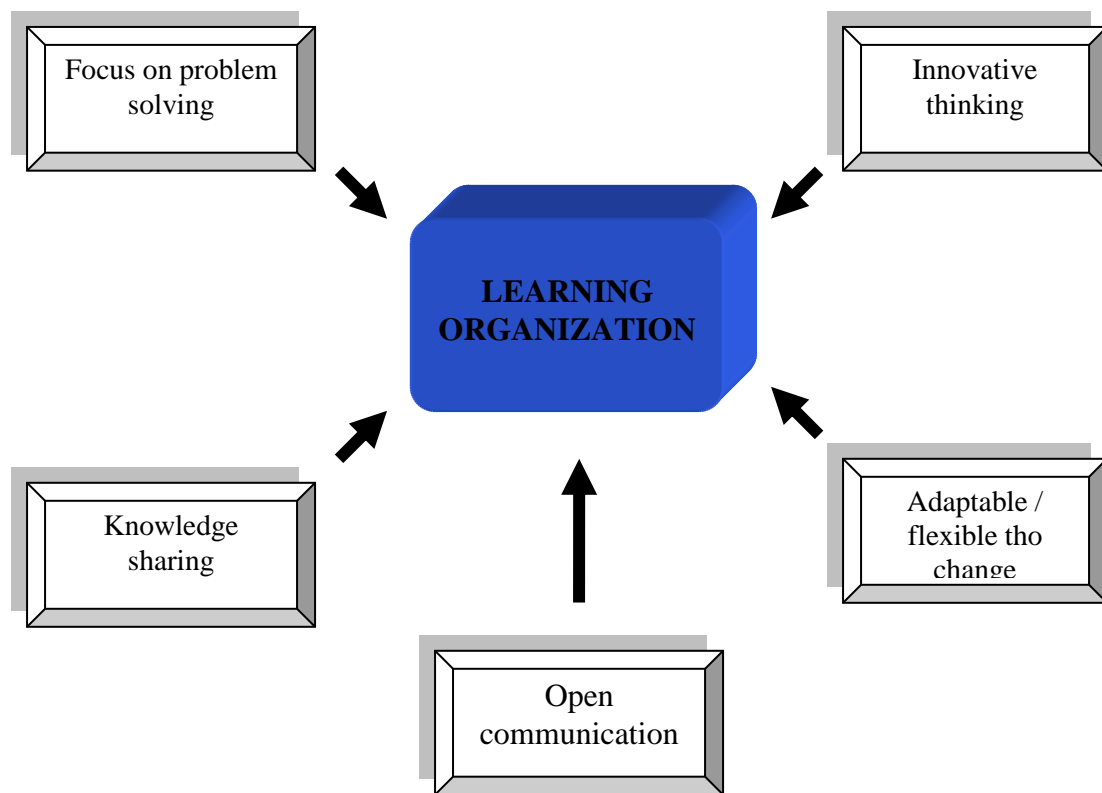 Focus on problem
solving
Innovative
thinking
LEARNING
ORGANIZATION
Knowledge
sharing
Adaptable /
flexible tho
change
Open
communication